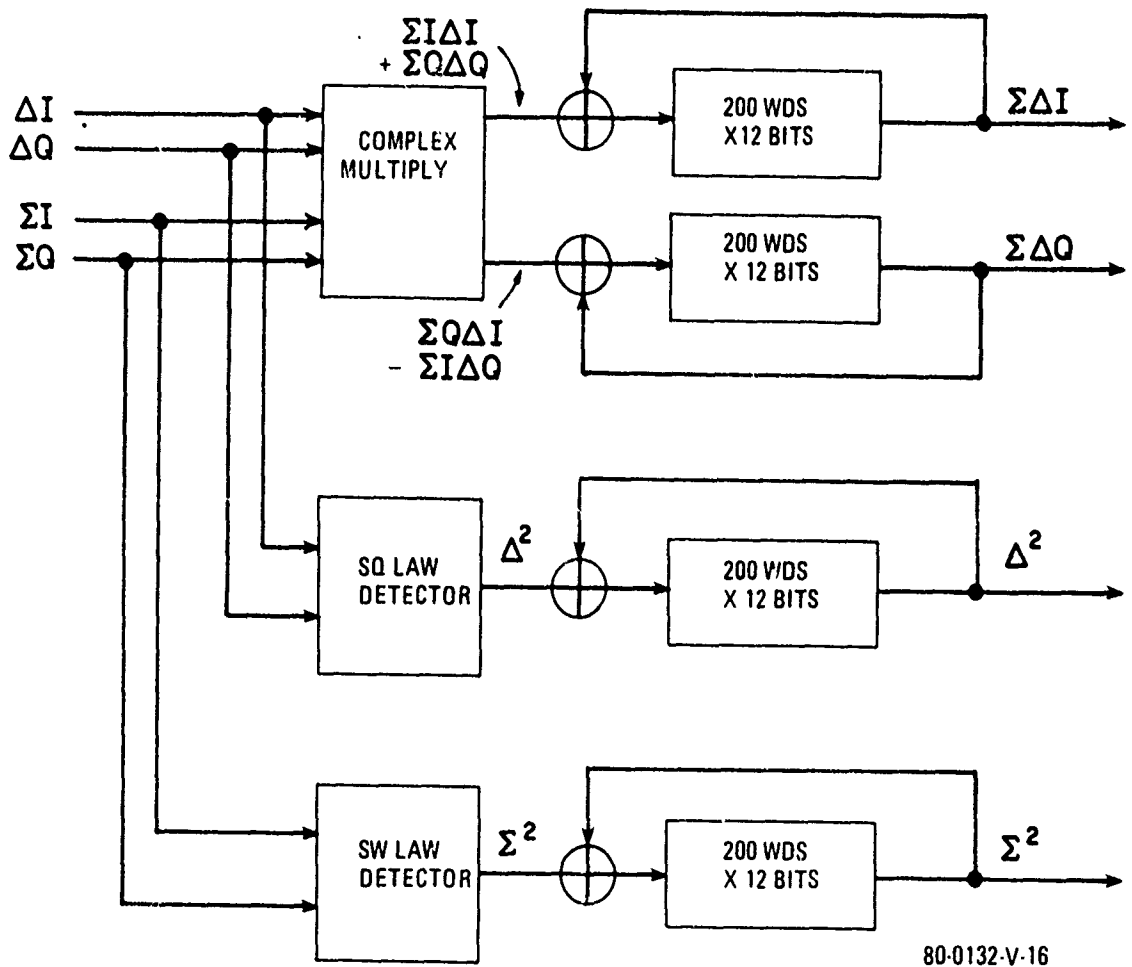 ΣIΔI
+ ΣQΔQ
ΔI
ΔQ
ΣI
ΣQ
COMPLEX
MULTIPLY
200 WDS
X12 BITS
ΣΔI
200 WDS
X 12 BITS
ΣΔQ
ΣQΔI
- ΣIΔQ
SQ LAW
DETECTOR
Δ²
200 WDS
X 12 BITS
Δ²
SW LAW
DETECTOR
Σ²
200 WDS
X 12 BITS
Σ²
80-0132-V-16